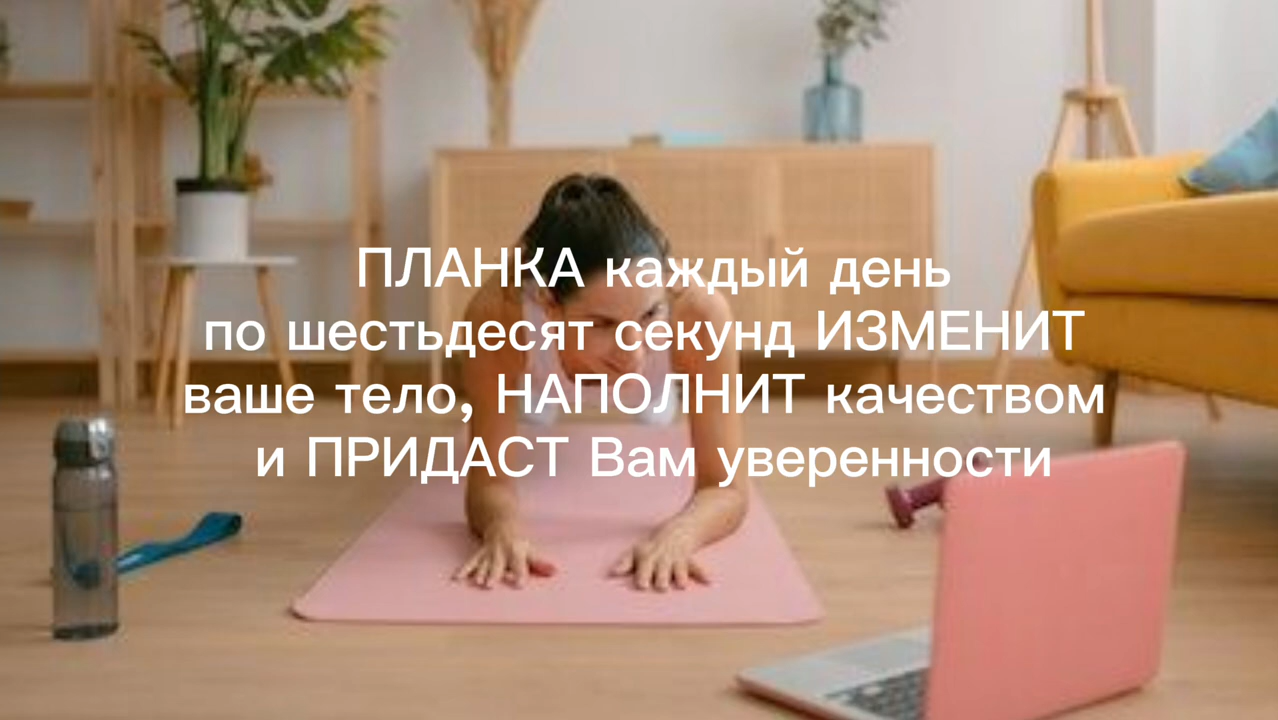 ПЛАНКА каждый день
по шестьдесят секунд ИЗМЕНИТ
ваше тело, НАПОЛНИТ качеством
и ПРИДАСТ Вам уверенности